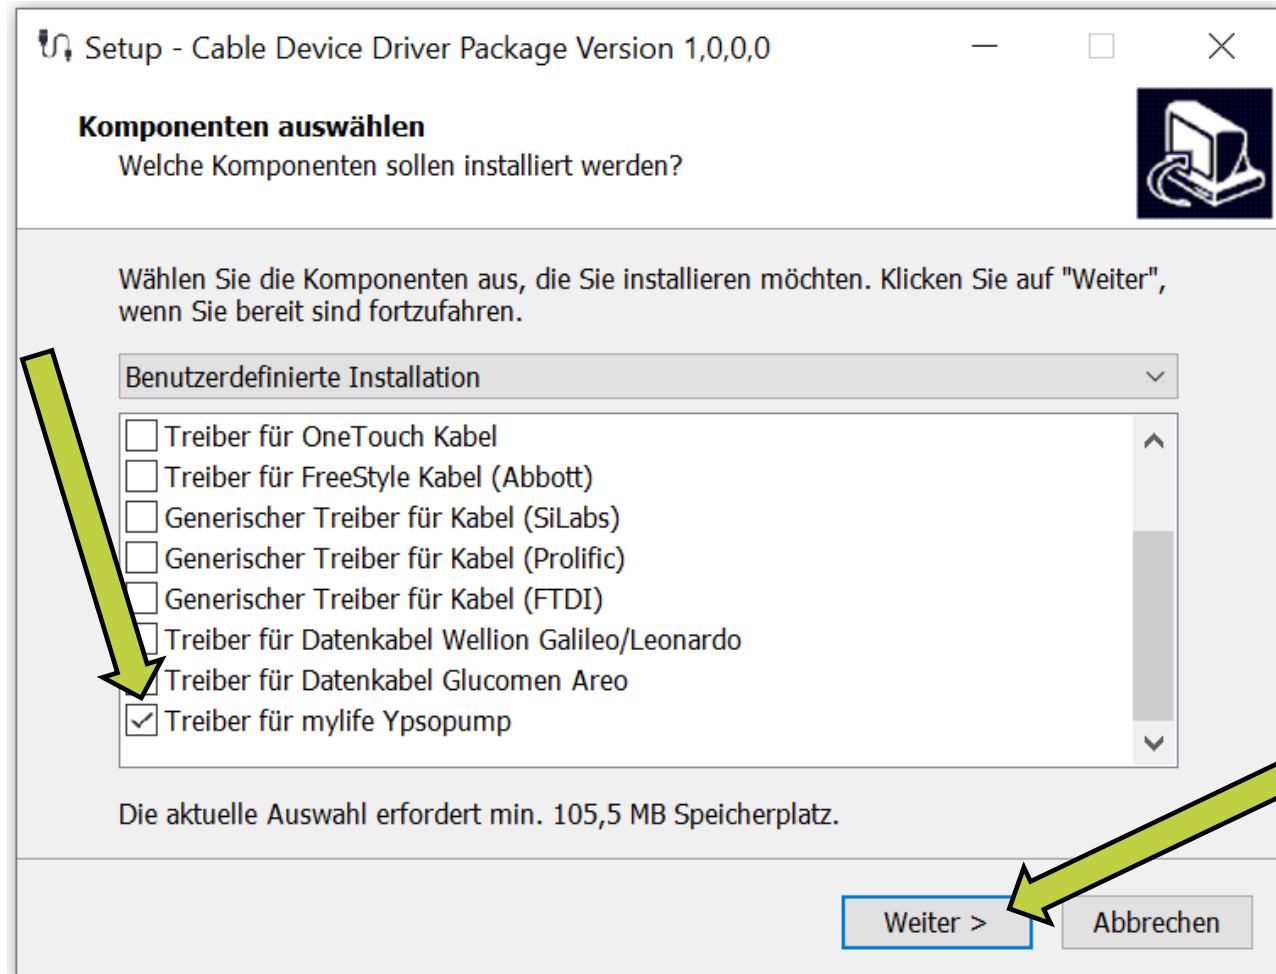 Setup - Cable Device Driver Package Version 1,0,0,0
Komponenten auswählen
Welche Komponenten sollen installiert werden?
Wählen Sie die Komponenten aus, die Sie installieren möchten. Klicken Sie auf "Weiter",
wenn Sie bereit sind fortzufahren.
Benutzerdefinierte Installation
Treiber für OneTouch Kabel
Treiber für FreeStyle Kabel (Abbott)
Generischer Treiber für Kabel (SiLabs)
Generischer Treiber für Kabel (Prolific)
Generischer Treiber für Kabel (FTDI)
Treiber für Datenkabel Wellion Galileo/Leonardo
Treiber für Datenkabel Glucomen Areo
Treiber für mylife Ypsopump
Die aktuelle Auswahl erfordert min. 105,5 MB Speicherplatz.
Weiter >
Abbrechen